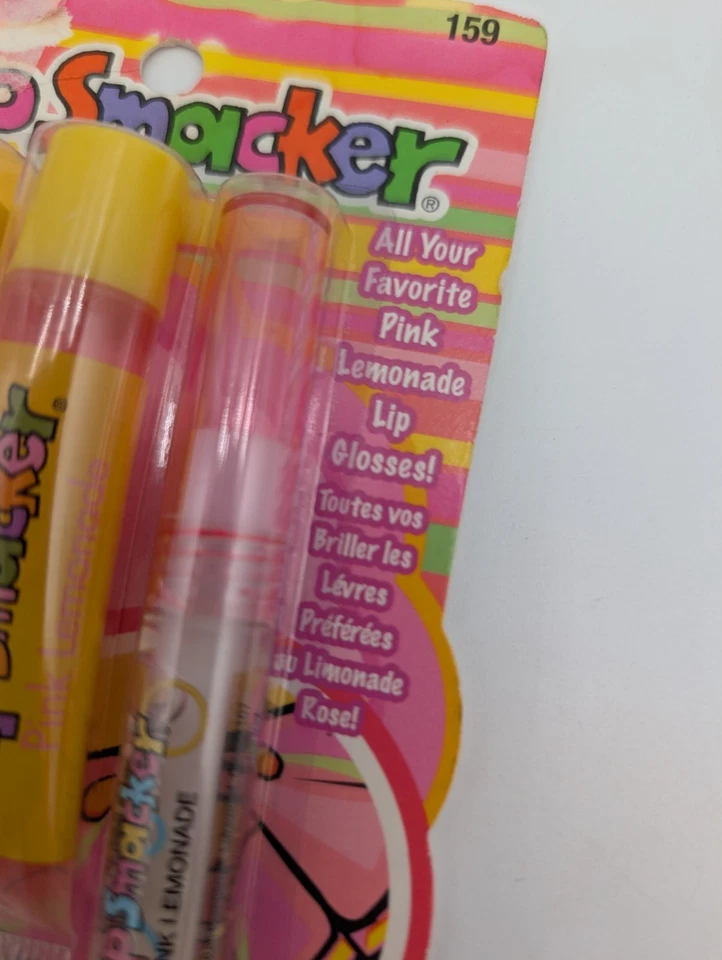 159
Smacker®
All Your
Favorite
Pink
Lemonade
Lip
Glosses!
Toutes vos
Briller les
Lévres
Préférées
ou Limonade
Rose!
Pink Lemonade
Smacker
LEMONADE